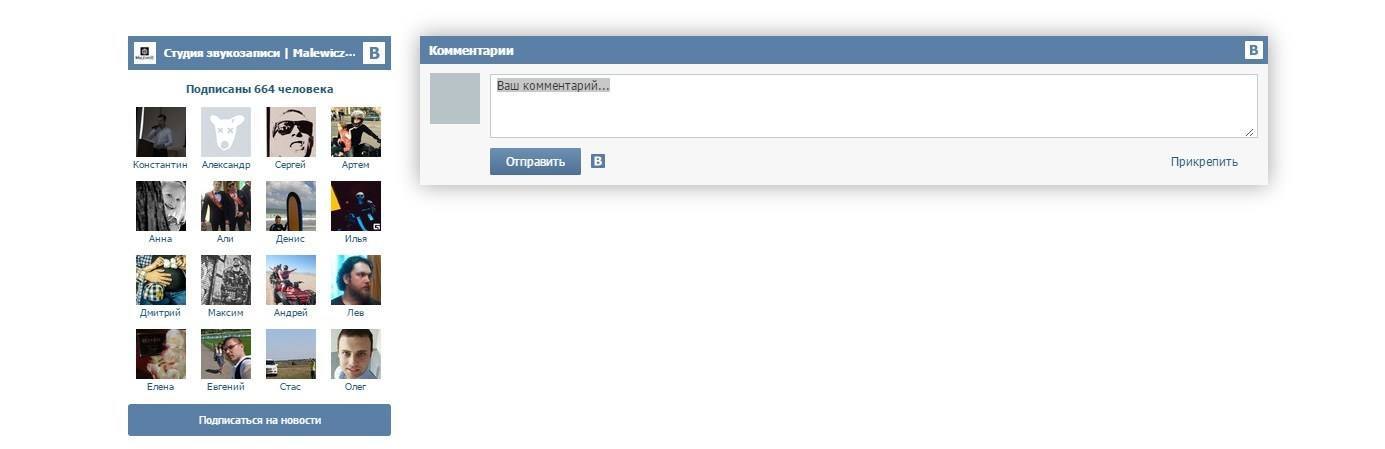 Студия звукозаписи | Malewicz...
B
Подписаны 664 человека
Константин
Александр
Сергей
Артем
Анна
Али
Денис
Илья
Дмитрий
Максим
Андрей
Лев
Елена
Евгений
Стас
Олег
Подписаться на новости
Комментарии
B
Ваш комментарий...
Отправить
B
Прикрепить